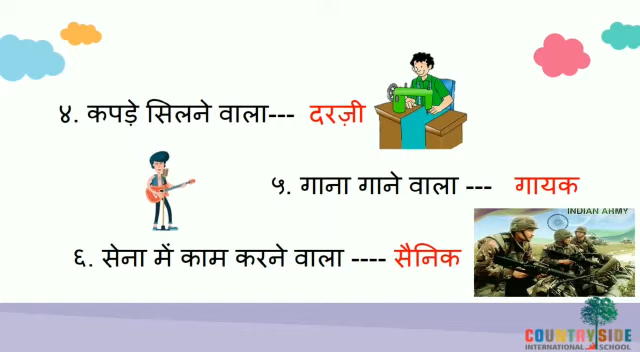 ४. कपड़े सिलने वाला--- दरज़ी
५. गाना गाने वाला --- गायक
INDIAN ARMY
६. सेना में काम करने वाला ---- सैनिक
COUNTRYSIDE
INTERNATIONAL SCHOOL